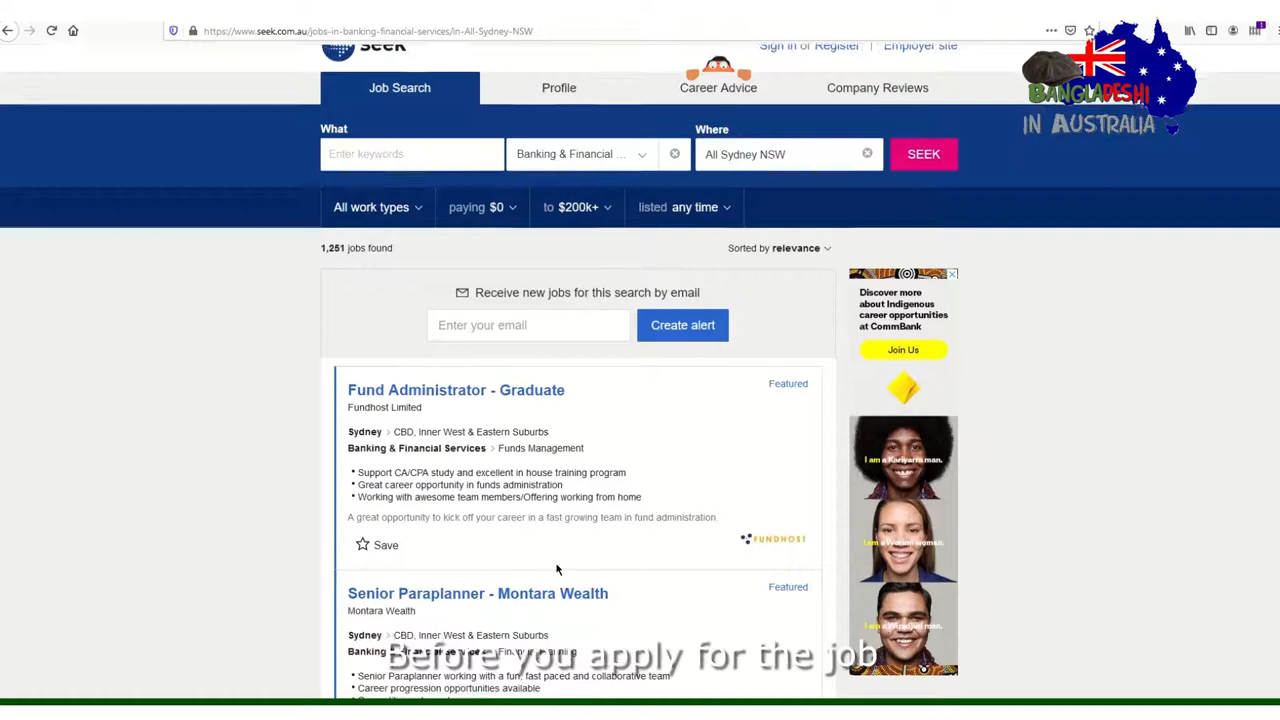 https://www.seek.com.au/jobs-in-banking-financial-services/in-All-Sydney-NSW
seek
Sign in or Register
Employer site
BANGLADESHI
IN AUSTRALIA
Job Search
Profile
Career Advice
Company Reviews
What
Where
Enter keywords
Banking & Financial ...
All Sydney NSW
SEEK
All work types
paying $0
to $200k+
listed any time
1,251 jobs found
Sorted by relevance
Receive new jobs for this search by email
Enter your email
Create alert
Discover more
about Indigenous
career opportunities
at CommBank
Join Us
I am a Kariyarra man.
I am a Worimi woman.
I am a Wiradjuri man.
Fund Administrator - Graduate
Featured
Fundhost Limited
Sydney > CBD, Inner West & Eastern Suburbs
Banking & Financial Services > Funds Management
• Support CA/CPA study and excellent in house training program
• Great career opportunity in funds administration
• Working with awesome team members/Offering working from home
A great opportunity to kick off your career in a fast growing team in fund administration.
FUNDHOST
Save
Senior Paraplanner - Montara Wealth
Featured
Montara Wealth
Sydney > CBD, Inner West & Eastern Suburbs
Before you apply for the job
• Senior Paraplanner working with a fun, fast paced and collaborative team
• Career progression opportunities available